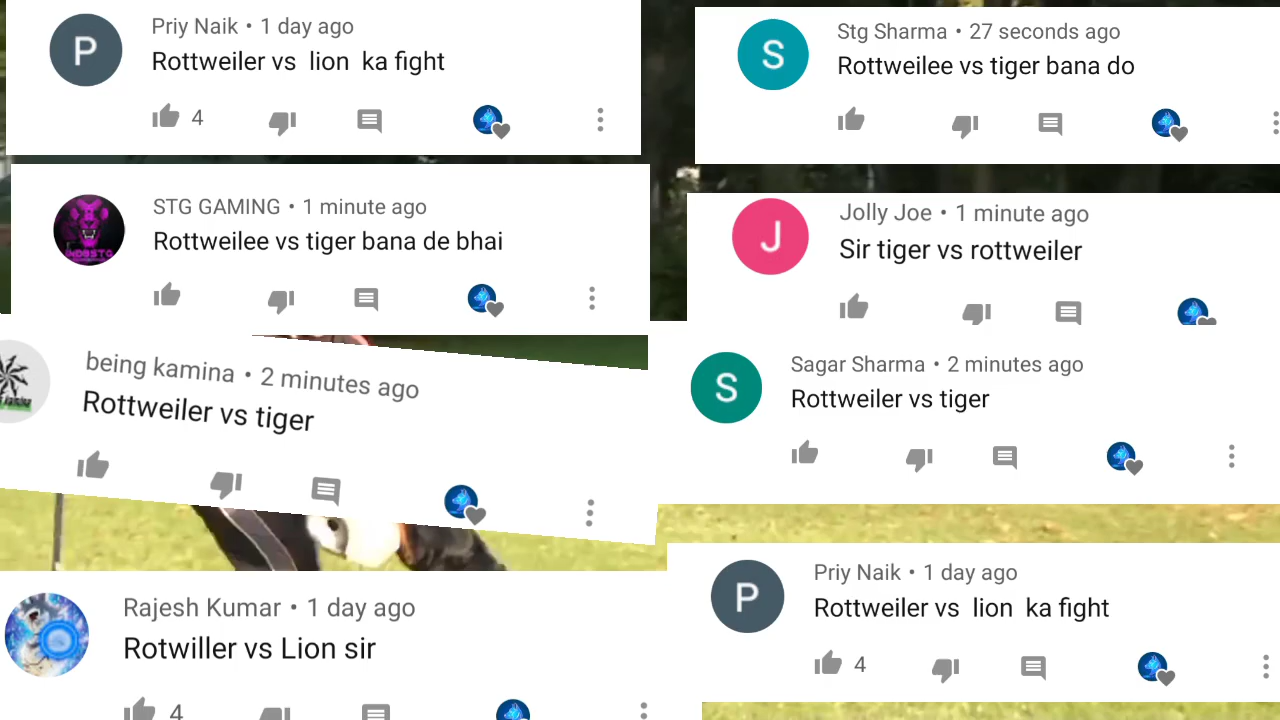 Priy Naik • 1 day ago
Rottweiler vs lion ka fight
4
Stg Sharma • 27 seconds ago
Rottweilee vs tiger bana do
STG GAMING • 1 minute ago
Rottweilee vs tiger bana de bhai
Jolly Joe • 1 minute ago
Sir tiger vs rottweiler
being kamina • 2 minutes ago
Rottweiler vs tiger
Sagar Sharma • 2 minutes ago
Rottweiler vs tiger
Rajesh Kumar • 1 day ago
Rotwiller vs Lion sir
4
Priy Naik • 1 day ago
Rottweiler vs lion ka fight
4
P
S
J
S
P